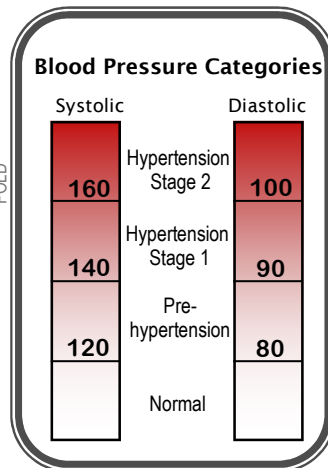 Blood Pressure Categories
Systolic Diastolic
Hypertension
Stage 2
160 100
Hypertension
Stage 1
140 90
Pre-
hypertension
120 80
Normal
FOLD